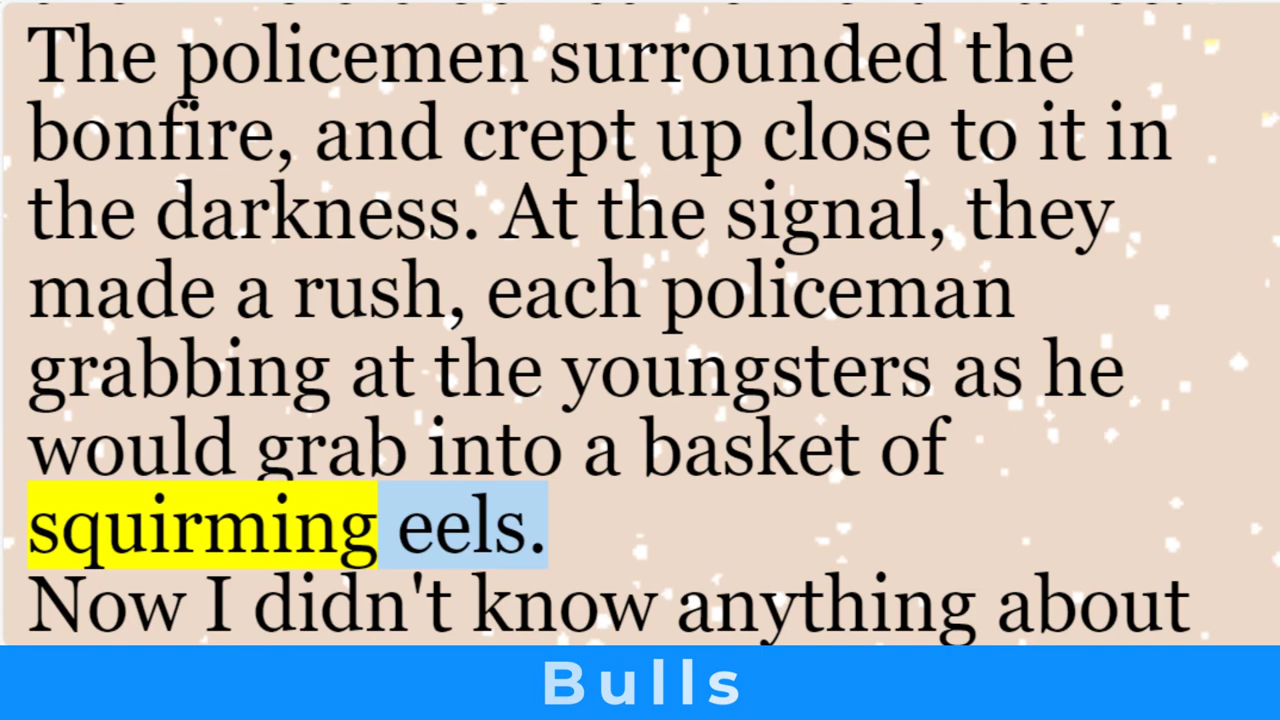 The policemen surrounded the
bonfire, and crept up close to it in
the darkness. At the signal, they
made a rush, each policeman
grabbing at the youngsters as he
would grab into a basket of
squirming eels.
Now I didn't know anything about
Bulls